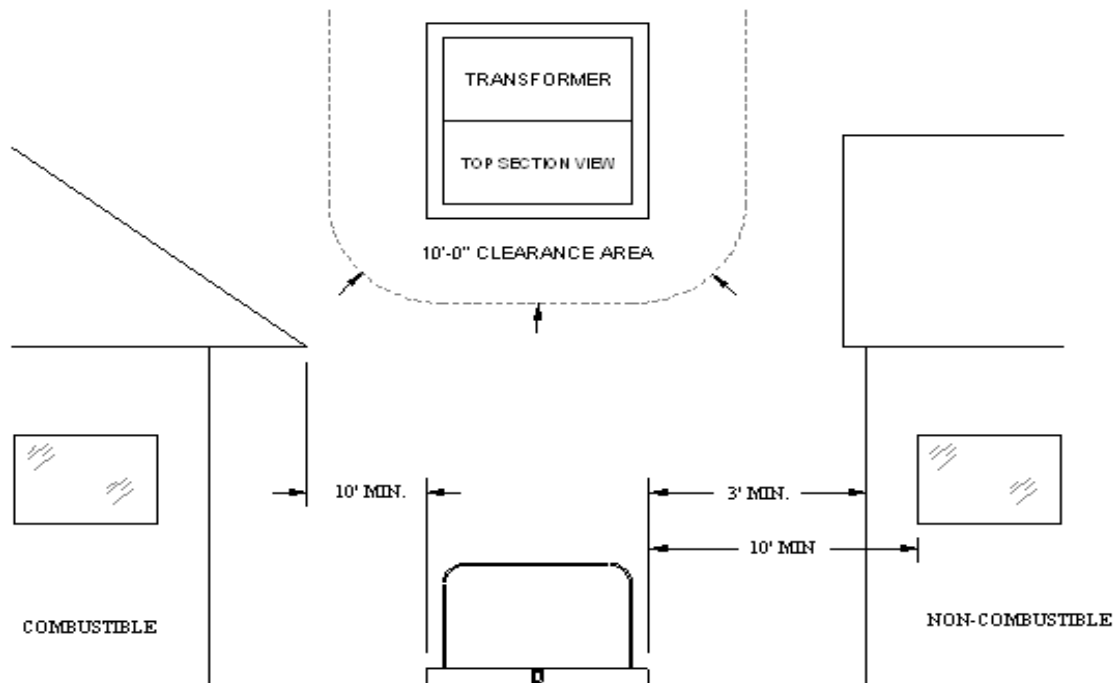 TRANSFORMER
TOP SECTION VIEW
10'-0" CLEARANCE AREA
10' MIN.
3' MIN.
10' MIN
COMBUSTIBLE
NON-COMBUSTIBLE